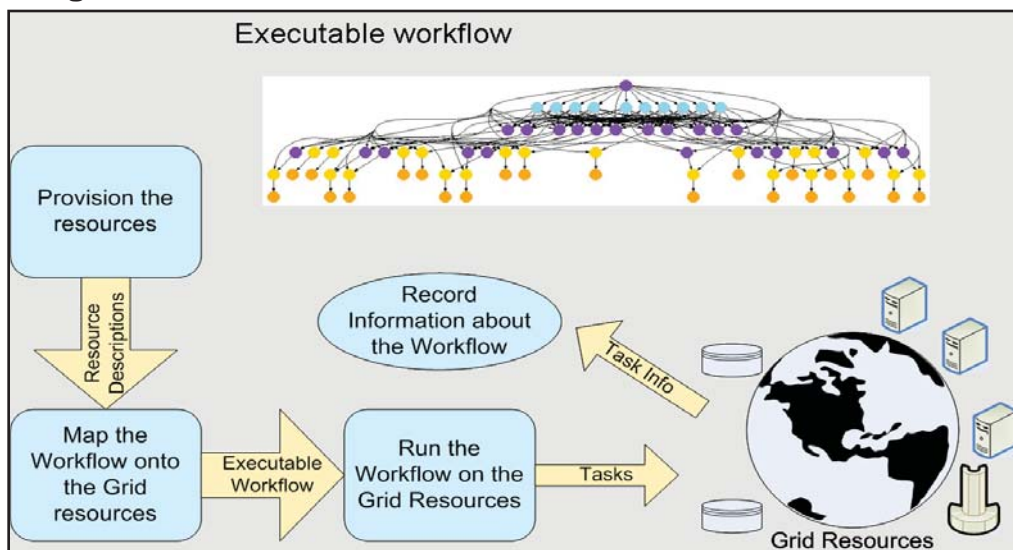 Executable workflow
Provision the
resources
Resource
Descriptions
Record
Information about
the Workflow
Task Info
Map the
Workflow onto
the Grid
resources
Executable
Workflow
Run the
Workflow on the
Grid Resources
Tasks
Grid Resources